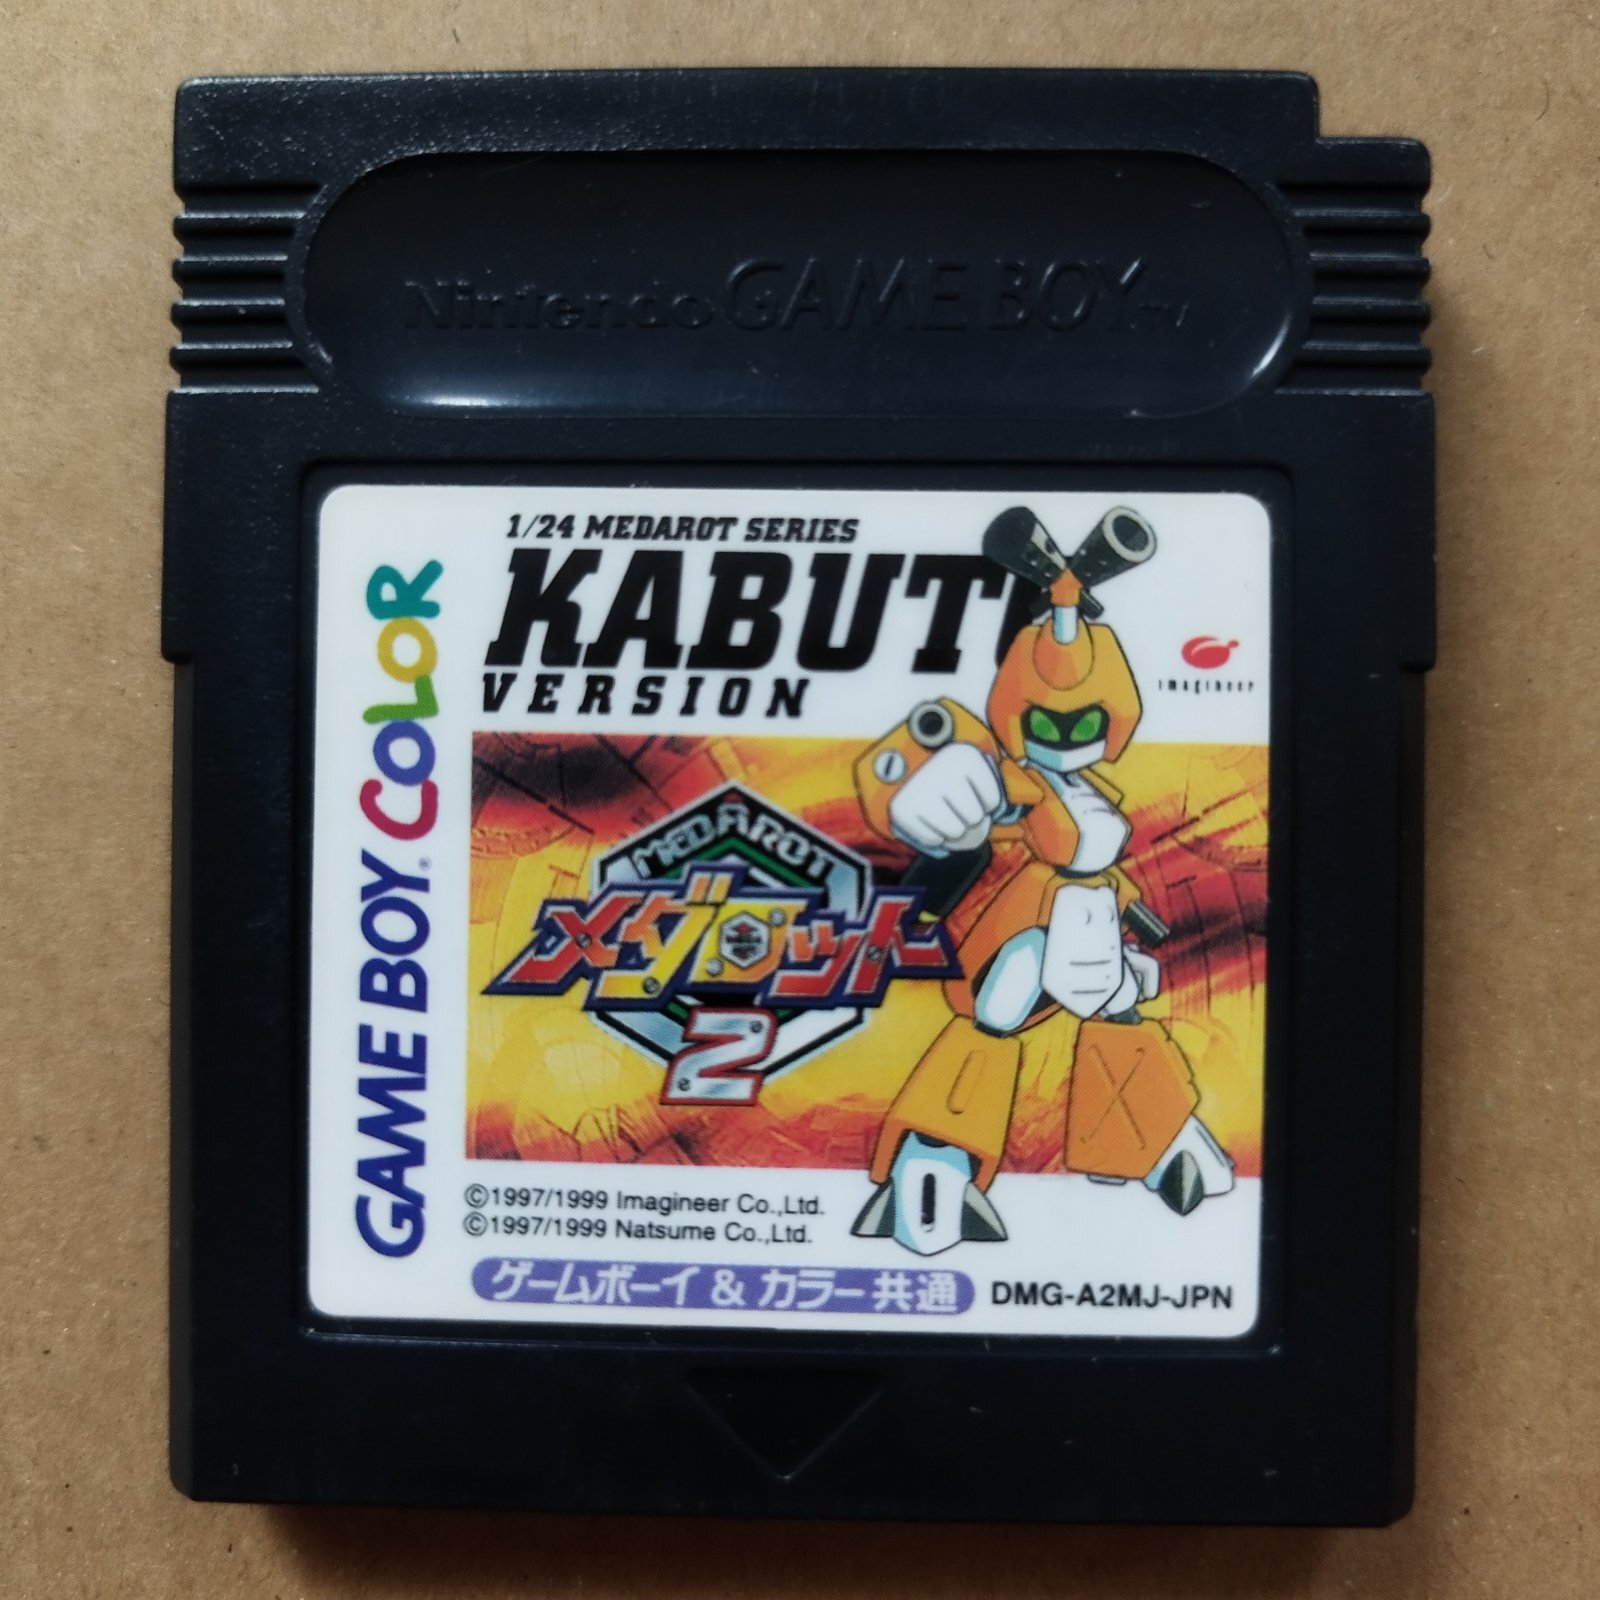 Nintendo GAME BOY TM
1/24 MEDAROT SERIES
KABUTO
VERSION
imagineer
GAME BOY COLOR
MEDAROT
メダロット
2
©1997/1999 Imagineer Co.,Ltd.
©1997/1999 Natsume Co.,Ltd.
ゲームボーイ & カラー共通
DMG-A2MJ-JPN